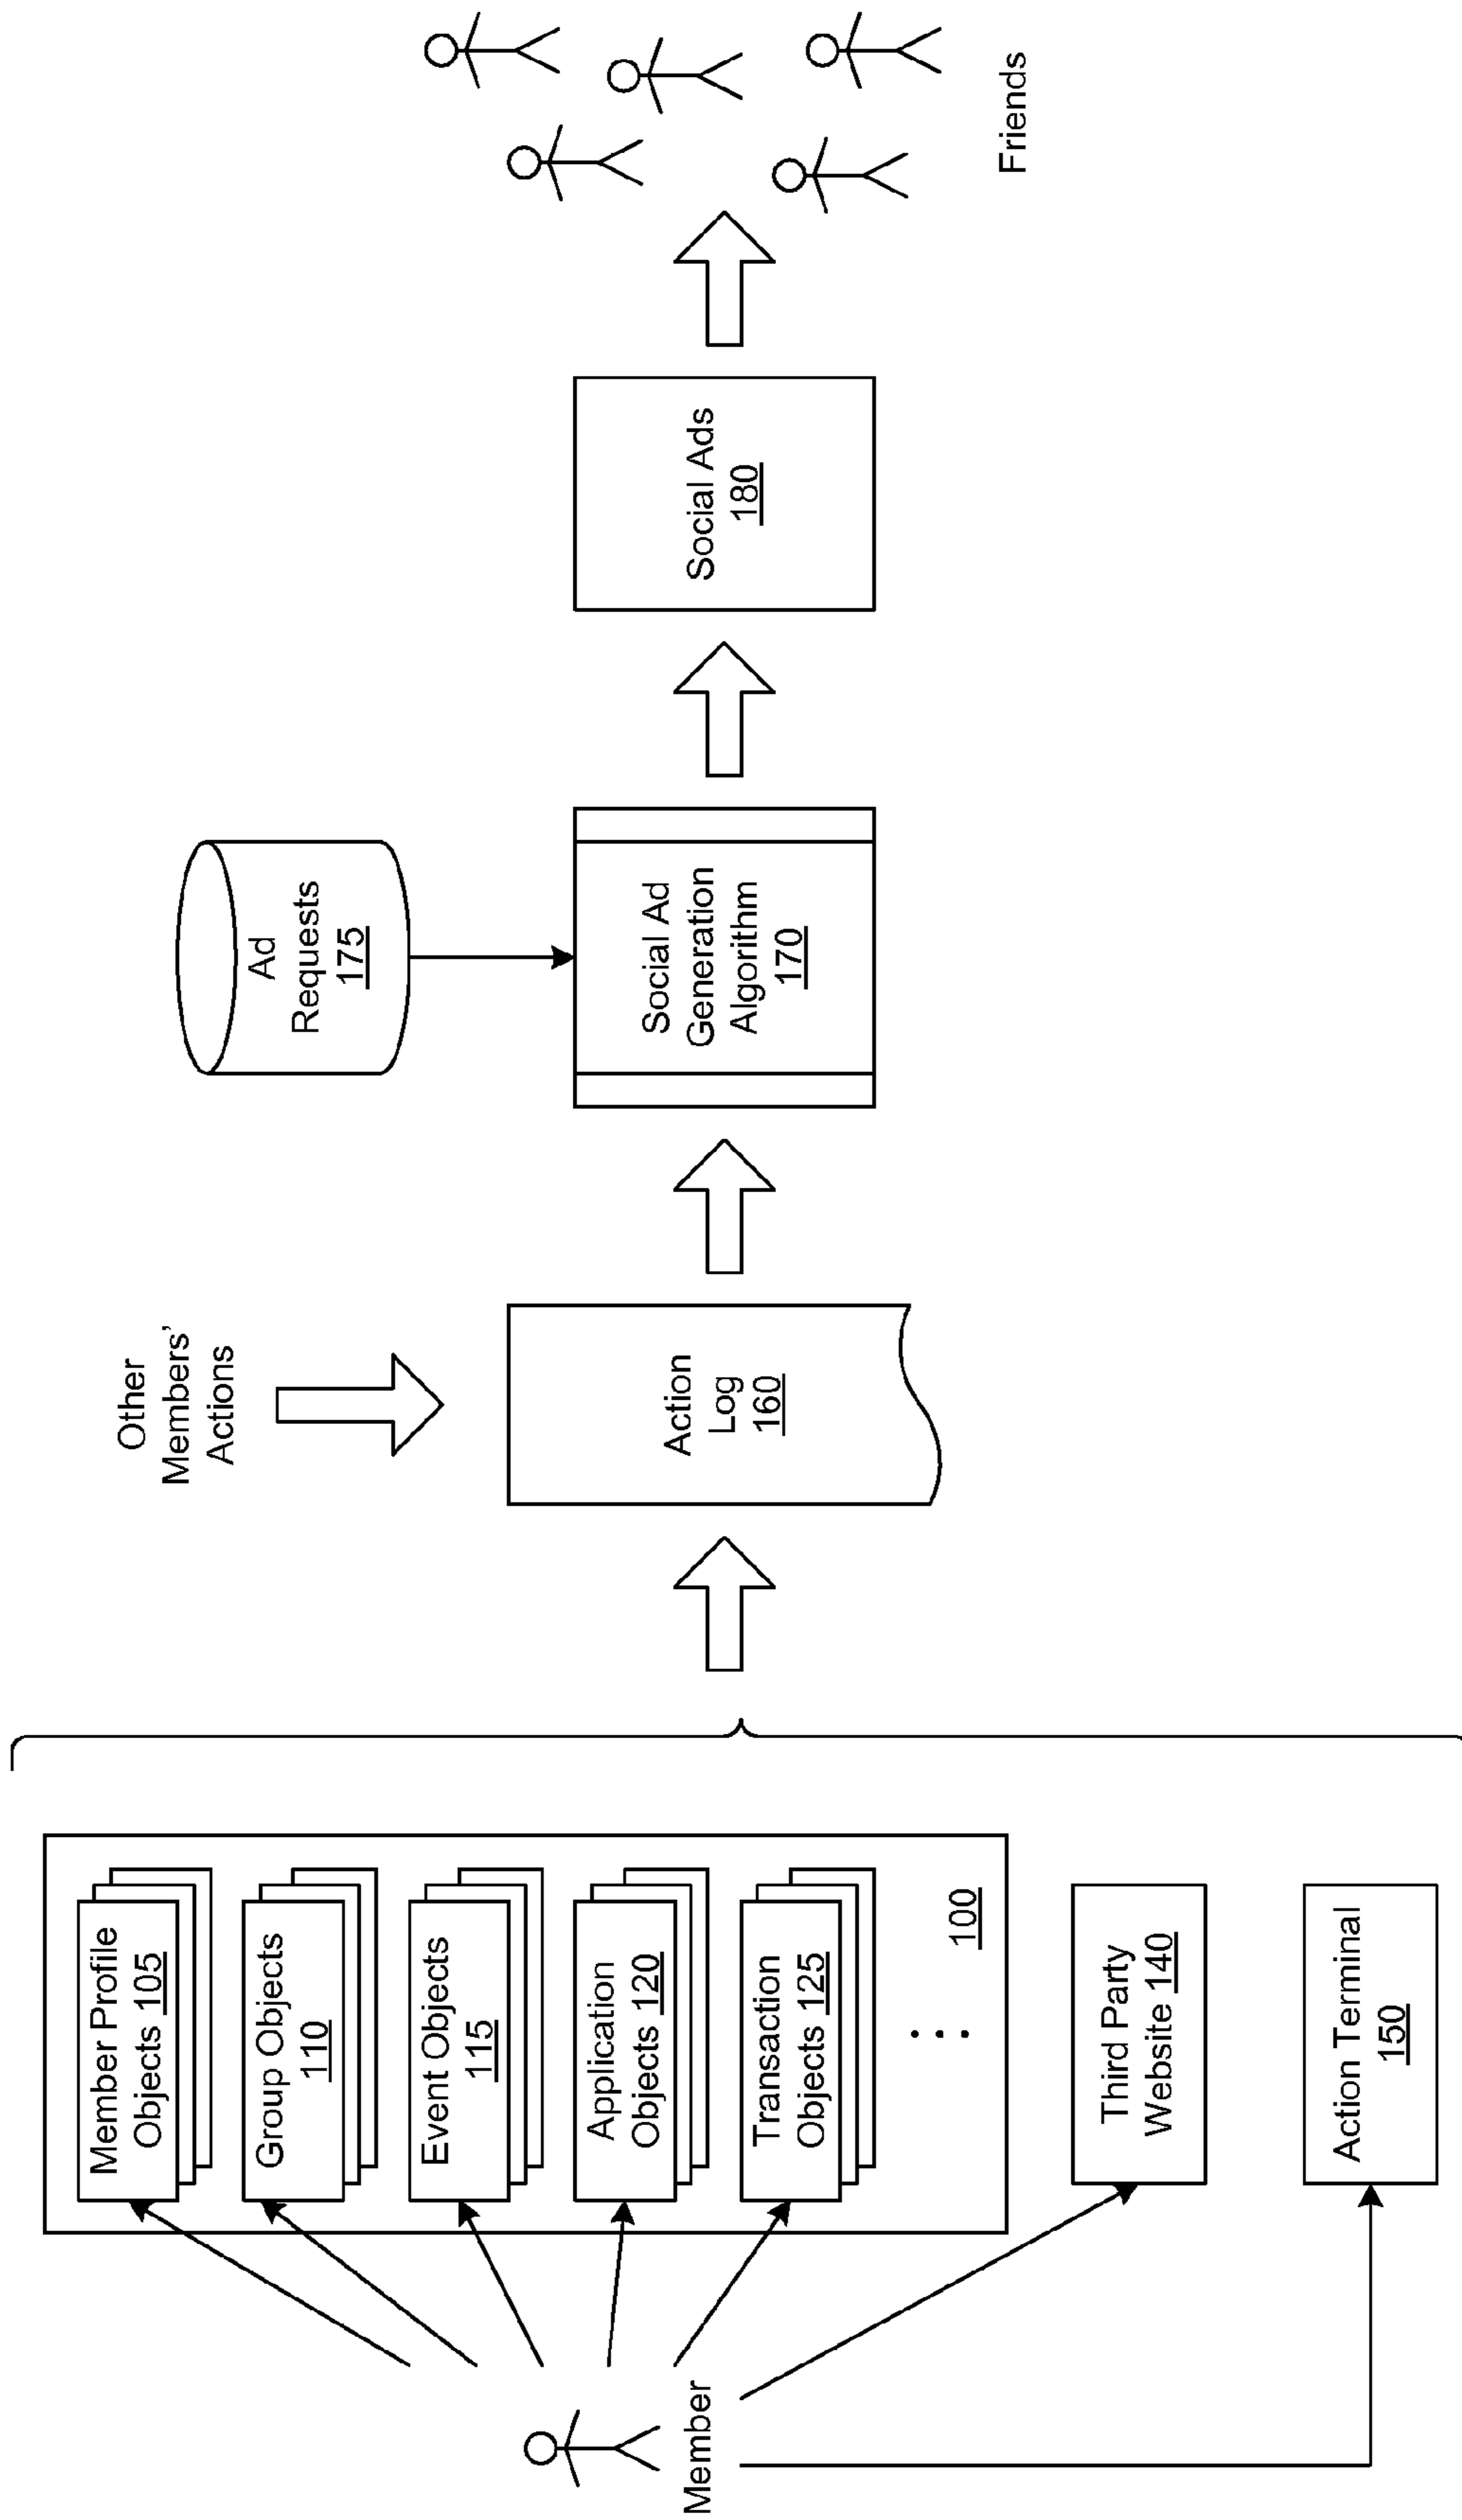 Member
Member Profile
Objects 105
Group Objects
110
Event Objects
115
Application
Objects 120
Transaction
Objects 125
100
Third Party
Website 140
Action Terminal
150
Other
Members'
Actions
Action
Log
160
Ad
Requests
175
Social Ad
Generation
Algorithm
170
Social Ads
180
Friends